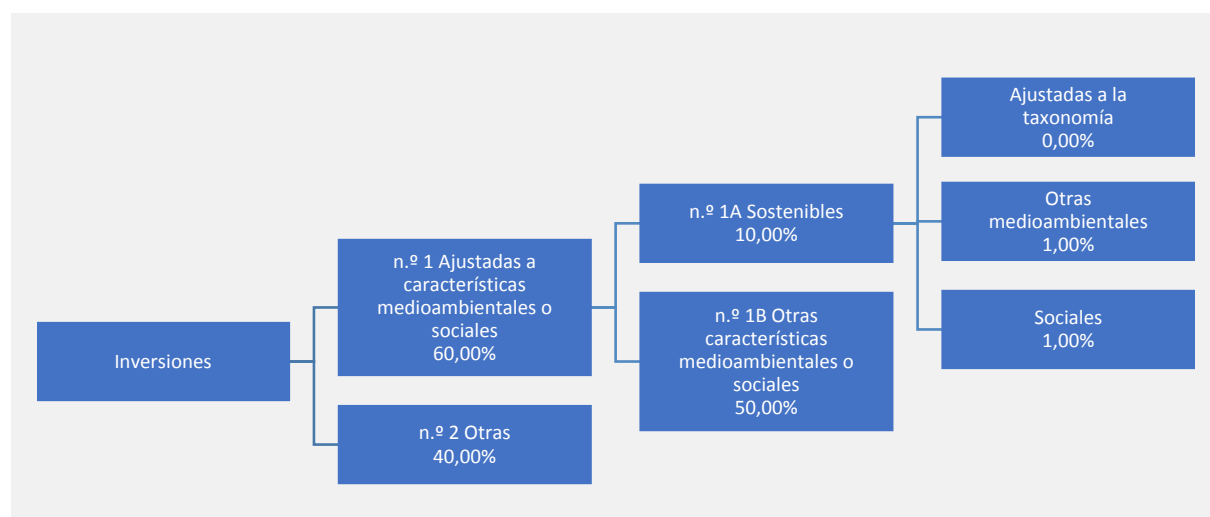 Inversiones
n.º 1 Ajustadas a
características
medioambientales o
sociales
60,00%
n.º 2 Otras
40,00%
n.º 1A Sostenibles
10,00%
n.º 1B Otras
características
medioambientales o
sociales
50,00%
Ajustadas a la
taxonomía
0,00%
Otras
medioambientales
1,00%
Sociales
1,00%